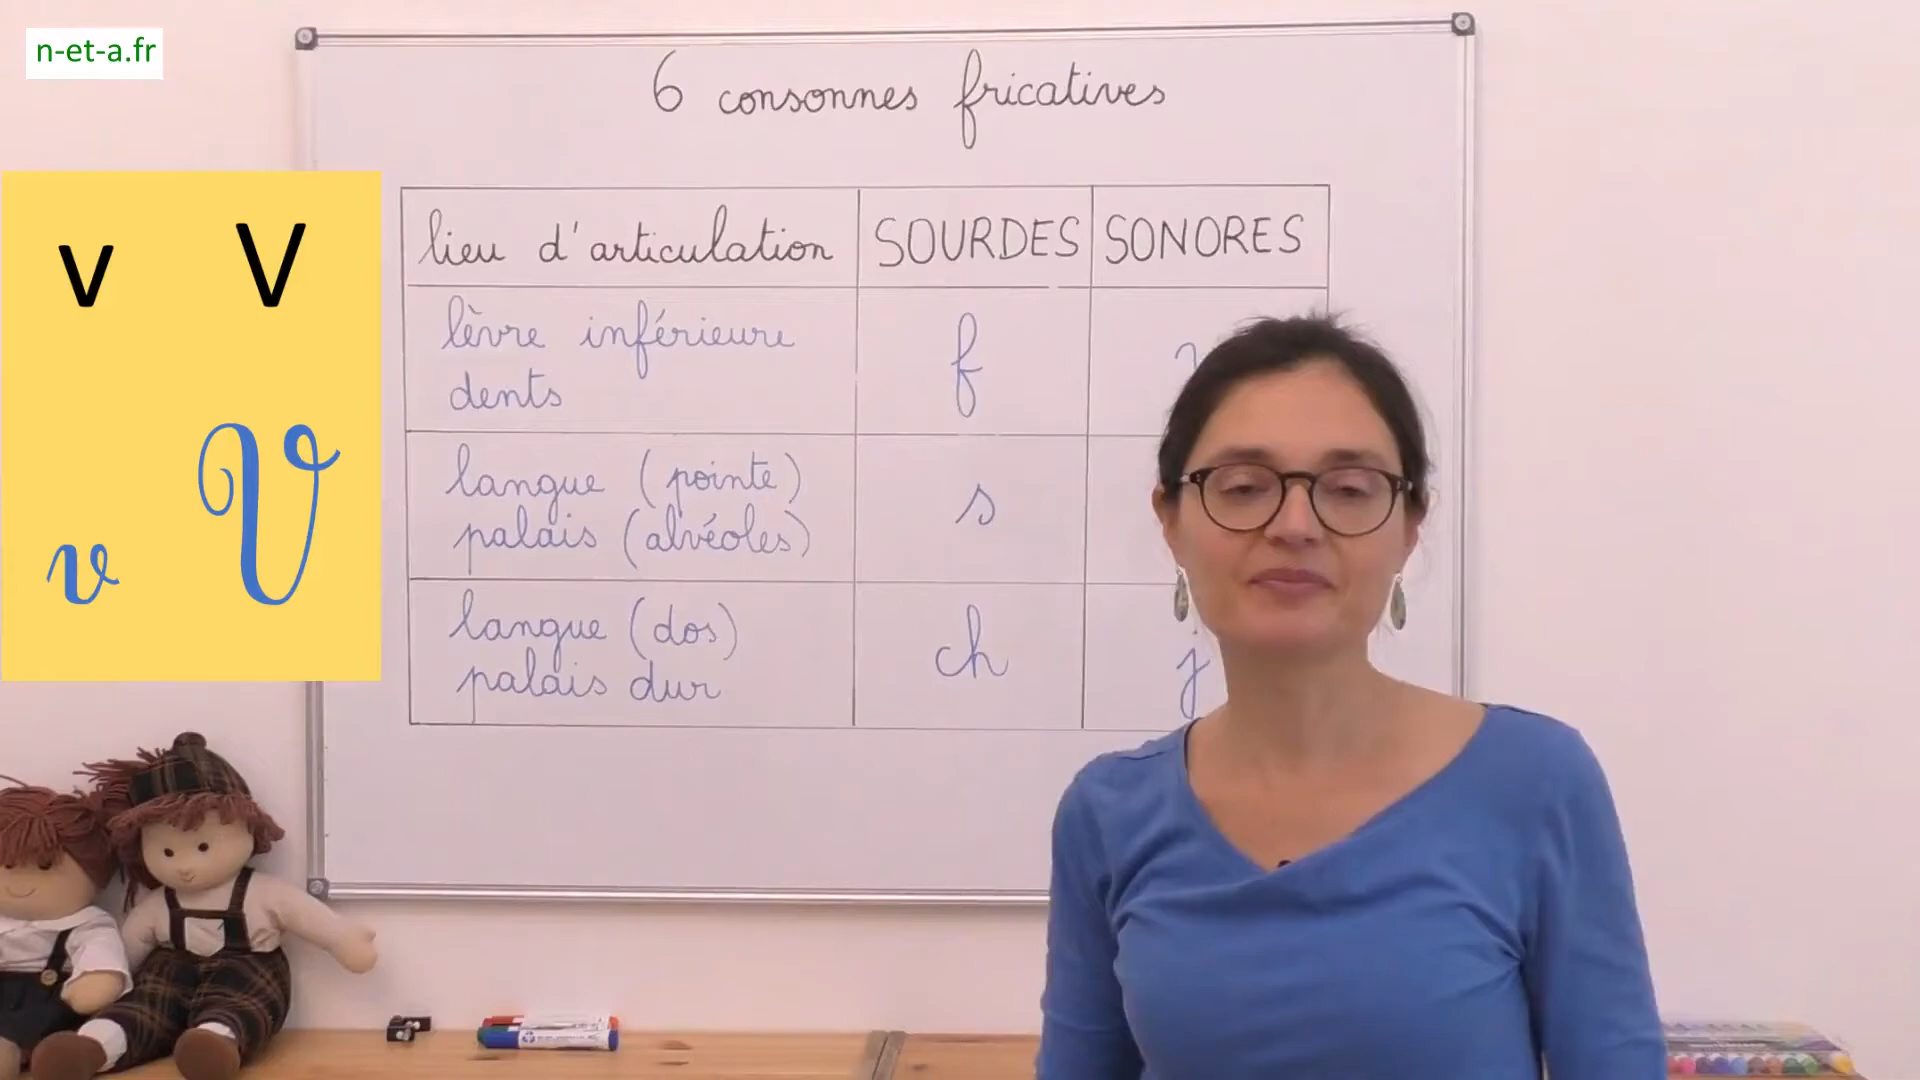 n-et-a.fr
6 consonnes fricatives
v V
v V
lieu d'articulation SOURDES SONORES
lèvre inférieure
dents f
langue (pointe)
palais (alvéoles) s
langue (dos)
palais dur ch j